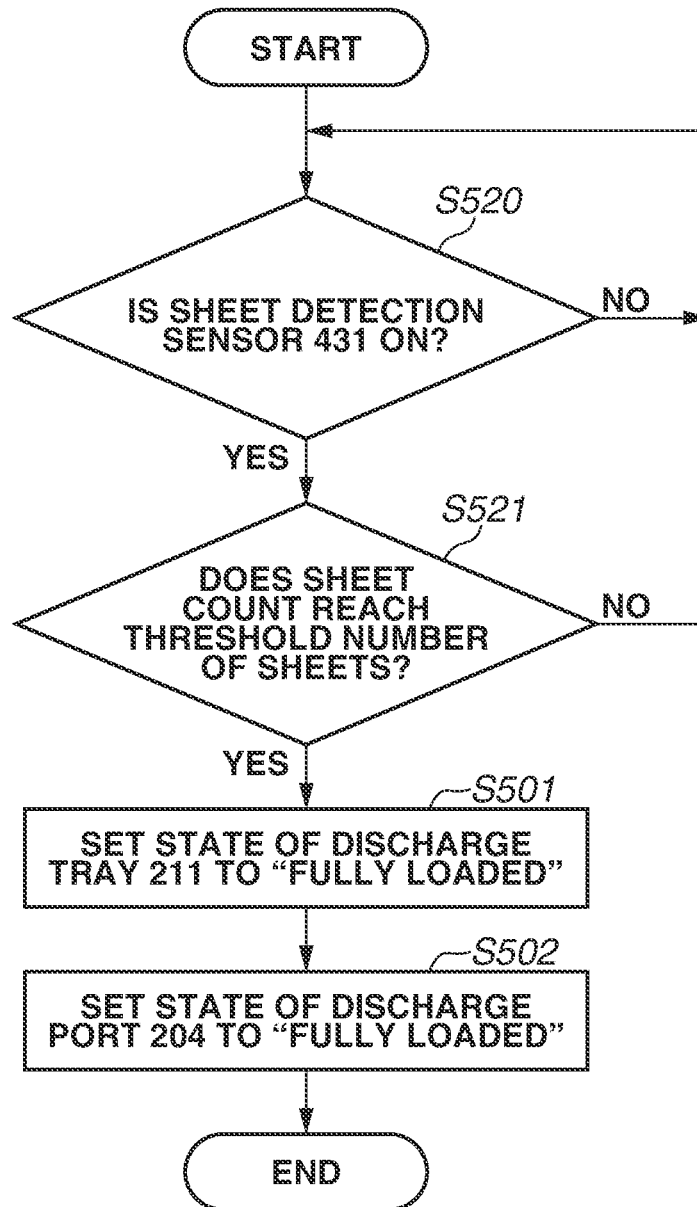 START
S520
IS SHEET DETECTION
SENSOR 431 ON?
NO
YES
S521
DOES SHEET
COUNT REACH
THRESHOLD NUMBER
OF SHEETS?
NO
YES
S501
SET STATE OF DISCHARGE
TRAY 211 TO “FULLY LOADED”
S502
SET STATE OF DISCHARGE
PORT 204 TO “FULLY LOADED”
END